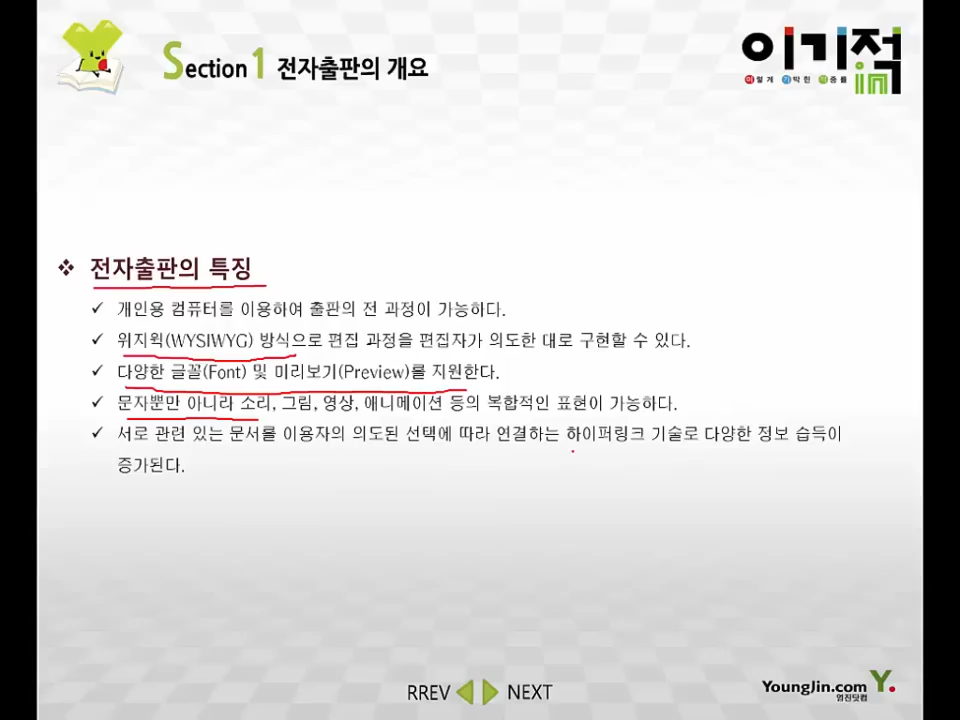 Section 1 전자출판의 개요
이기적in
이렇게 기막힌 적중률
❖ 전자출판의 특징
✓ 개인용 컴퓨터를 이용하여 출판의 전 과정이 가능하다.
✓ 위지윅(WYSIWYG) 방식으로 편집 과정을 편집자가 의도한 대로 구현할 수 있다.
✓ 다양한 글꼴(Font) 및 미리보기(Preview)를 지원한다.
✓ 문자뿐만 아니라 소리, 그림, 영상, 애니메이션 등의 복합적인 표현이 가능하다.
✓ 서로 관련 있는 문서를 이용자의 의도된 선택에 따라 연결하는 하이퍼링크 기술로 다양한 정보 습득이
증가된다.
RREV NEXT
YoungJin.com Y.
영진닷컴